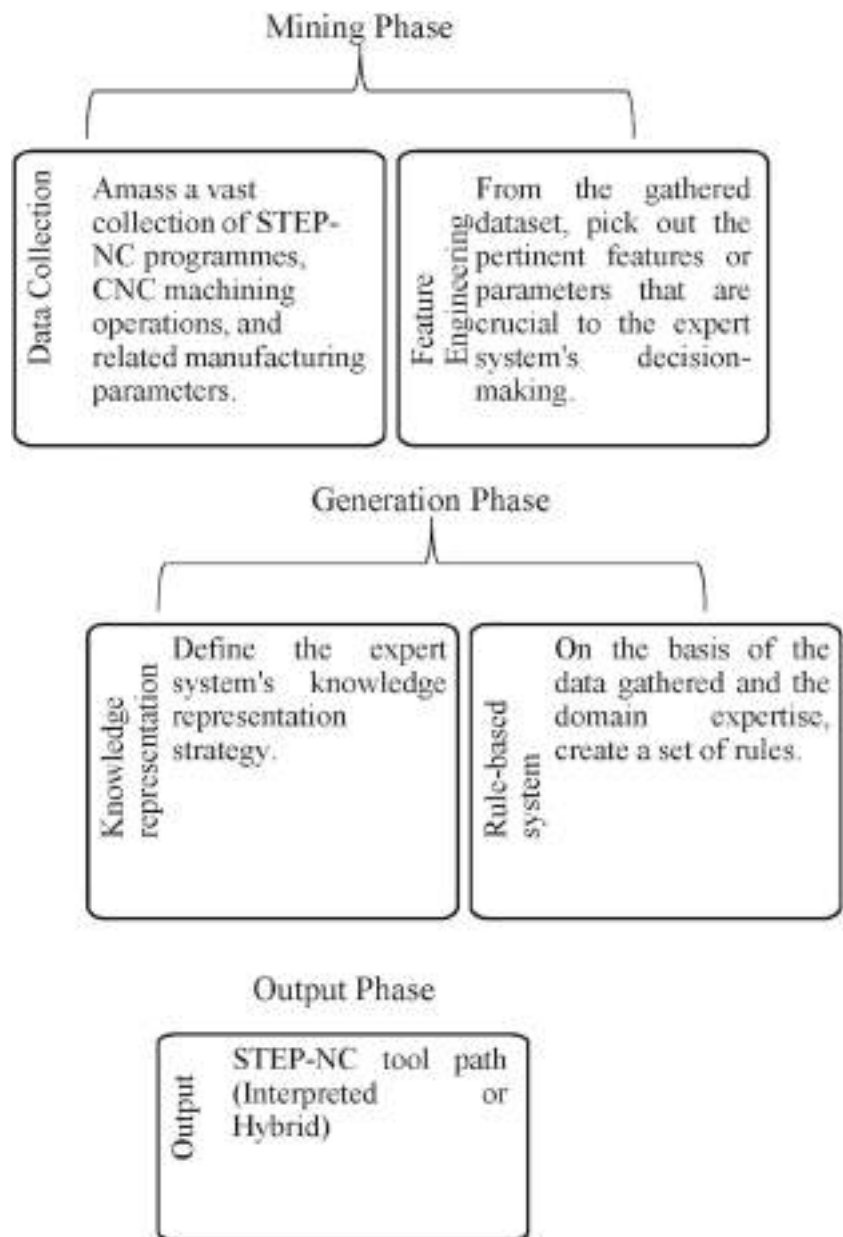 Mining Phase
Data Collection
Amass a vast
collection of STEP-
NC programmes,
CNC machining
operations, and
related manufacturing
parameters.
Feature
Engineering
From the gathered
dataset, pick out the
pertinent features or
parameters that are
crucial to the expert
system's decision-
making.
Generation Phase
Knowledge
representation
Define the expert
system's knowledge
representation
strategy.
Rule-based
system
On the basis of the
data gathered and the
domain expertise,
create a set of rules.
Output Phase
Output
STEP-NC tool path
(Interpreted or
Hybrid)